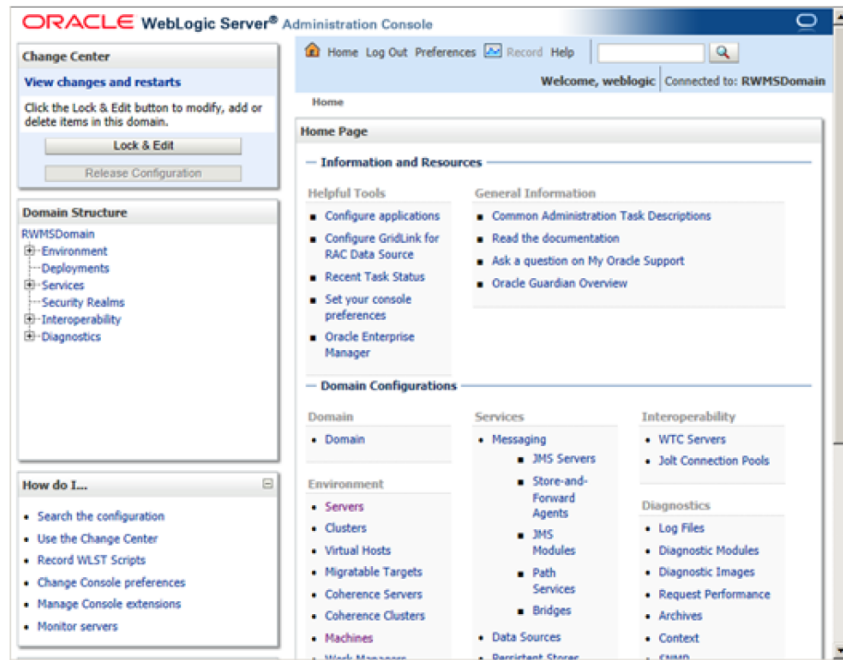 ORACLE WebLogic Server® Administration Console
Change Center
View changes and restarts
Click the Lock & Edit button to modify, add or
delete items in this domain.
Lock & Edit
Release Configuration
Domain Structure
RWMSDomain
Environment
Deployments
Services
Security Realms
Interoperability
Diagnostics
How do I...
Search the configuration
Use the Change Center
Record WLST Scripts
Change Console preferences
Manage Console extensions
Monitor servers
Home Log Out Preferences Record Help
Welcome, weblogic Connected to: RWMSDomain
Home
Home Page
Information and Resources
Helpful Tools
Configure applications
Configure GridLink for
RAC Data Source
Recent Task Status
Set your console
preferences
Oracle Enterprise
Manager
General Information
Common Administration Task Descriptions
Read the documentation
Ask a question on My Oracle Support
Oracle Guardian Overview
Domain Configurations
Domain
Domain
Environment
Servers
Clusters
Virtual Hosts
Migratable Targets
Coherence Servers
Coherence Clusters
Machines
Work Managers
Services
Messaging
JMS Servers
Store-and-
Forward
Agents
JMS
Modules
Path
Services
Bridges
Data Sources
Persistent Stores
Interoperability
WTC Servers
Jolt Connection Pools
Diagnostics
Log Files
Diagnostic Modules
Diagnostic Images
Request Performance
Archives
Context
SNMP